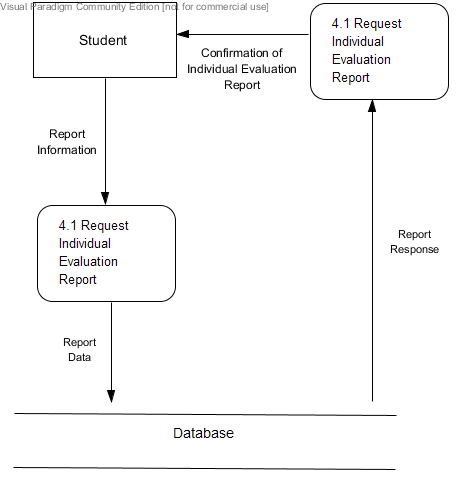 Visual Paradigm Community Edition [not for commercial use]
Student
4.1 Request
Individual
Evaluation
Report
Confirmation of
Individual Evaluation
Report
Report
Information
4.1 Request
Individual
Evaluation
Report
Report
Response
Report
Data
Database